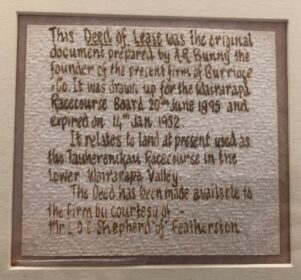 This Deed of Lease was the original
document prepared by A.R. Bunny the
founder of the present firm of Burridge
& Co. It was drawn up for the Wairarapa
Racecourse Board 20th June 1895 and
expired on 14th Jan 1932.
It relates to land at present used as
the Tauherenikau Racecourse in the
Lower Wairarapa Valley
The Deed has been made available to
the firm by courtesy of :-
Mr L D E Shepherd of Featherston